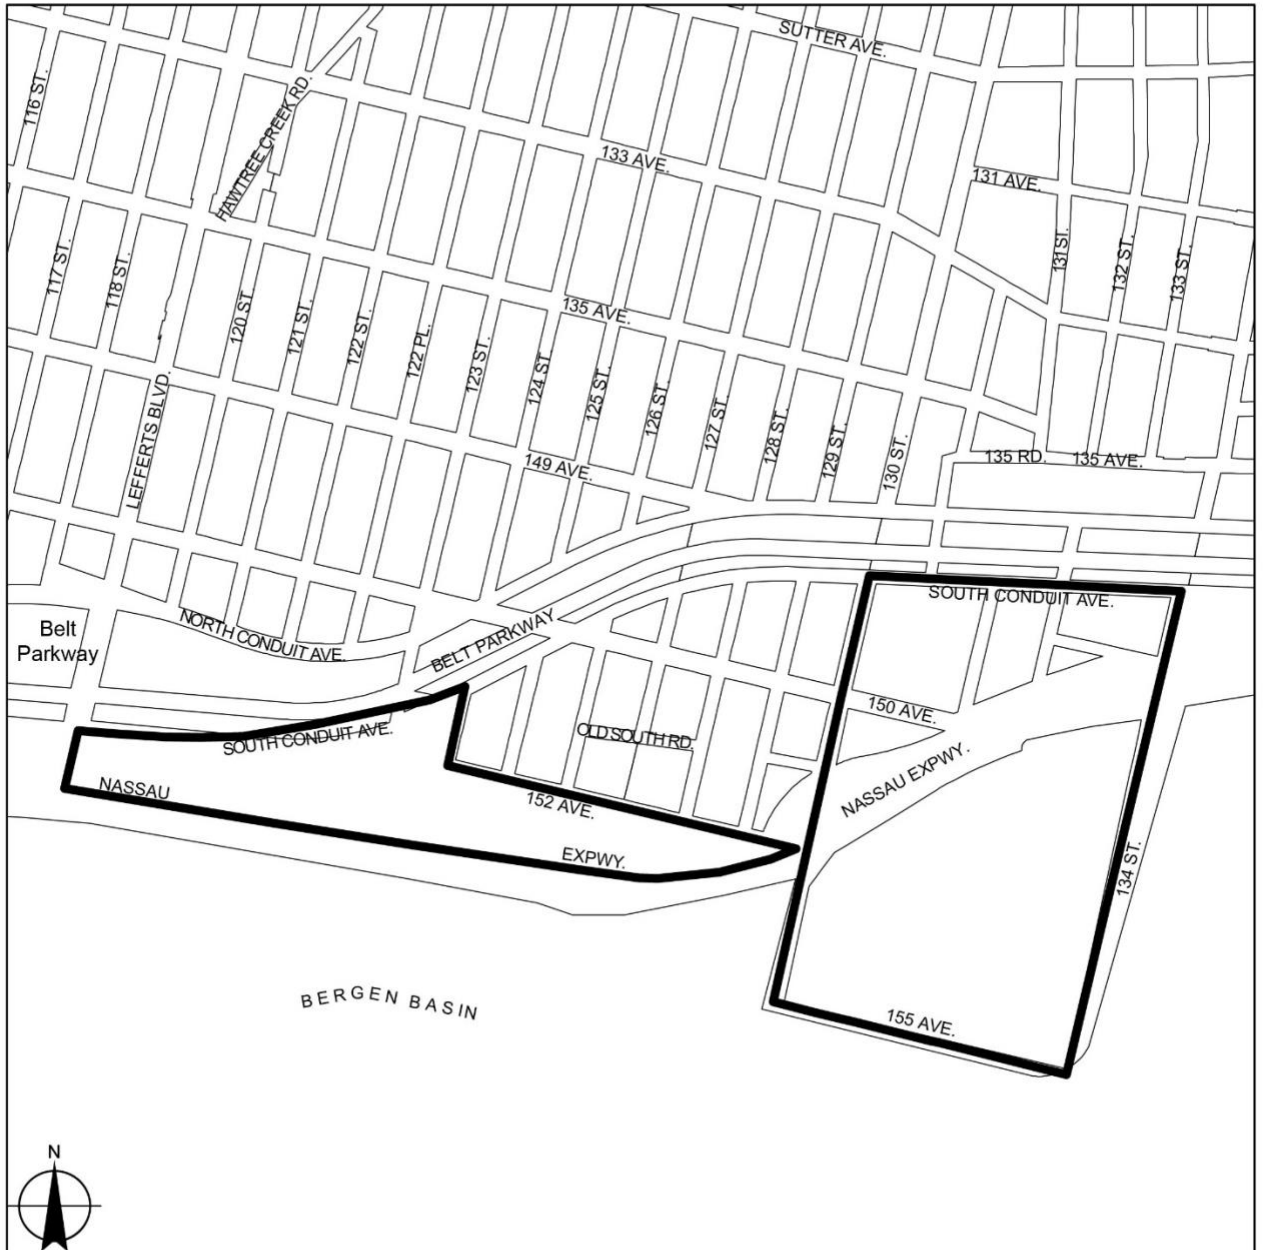 SUTTER AVE.
116 ST.
HAWTREE CREEK RD.
133 AVE.
131 AVE.
117 ST.
118 ST.
131 ST.
132 ST.
133 ST.
120 ST.
121 ST.
122 ST.
122 PL.
123 ST.
124 ST
125 ST.
126 ST.
127 ST.
128 ST.
129 ST.
130 ST.
135 AVE.
LEFFERTS BLVD.
149 AVE.
135 RD.
135 AVE.
SOUTH CONDUIT AVE.
Belt
Parkway
NORTH CONDUIT AVE.
BELT PARKWAY
150 AVE.
SOUTH CONDUIT AVE.
OLD SOUTH RD.
NASSAU EXPWY.
NASSAU
152 AVE.
EXPWY.
134 ST.
BERGEN BASIN
155 AVE.
N